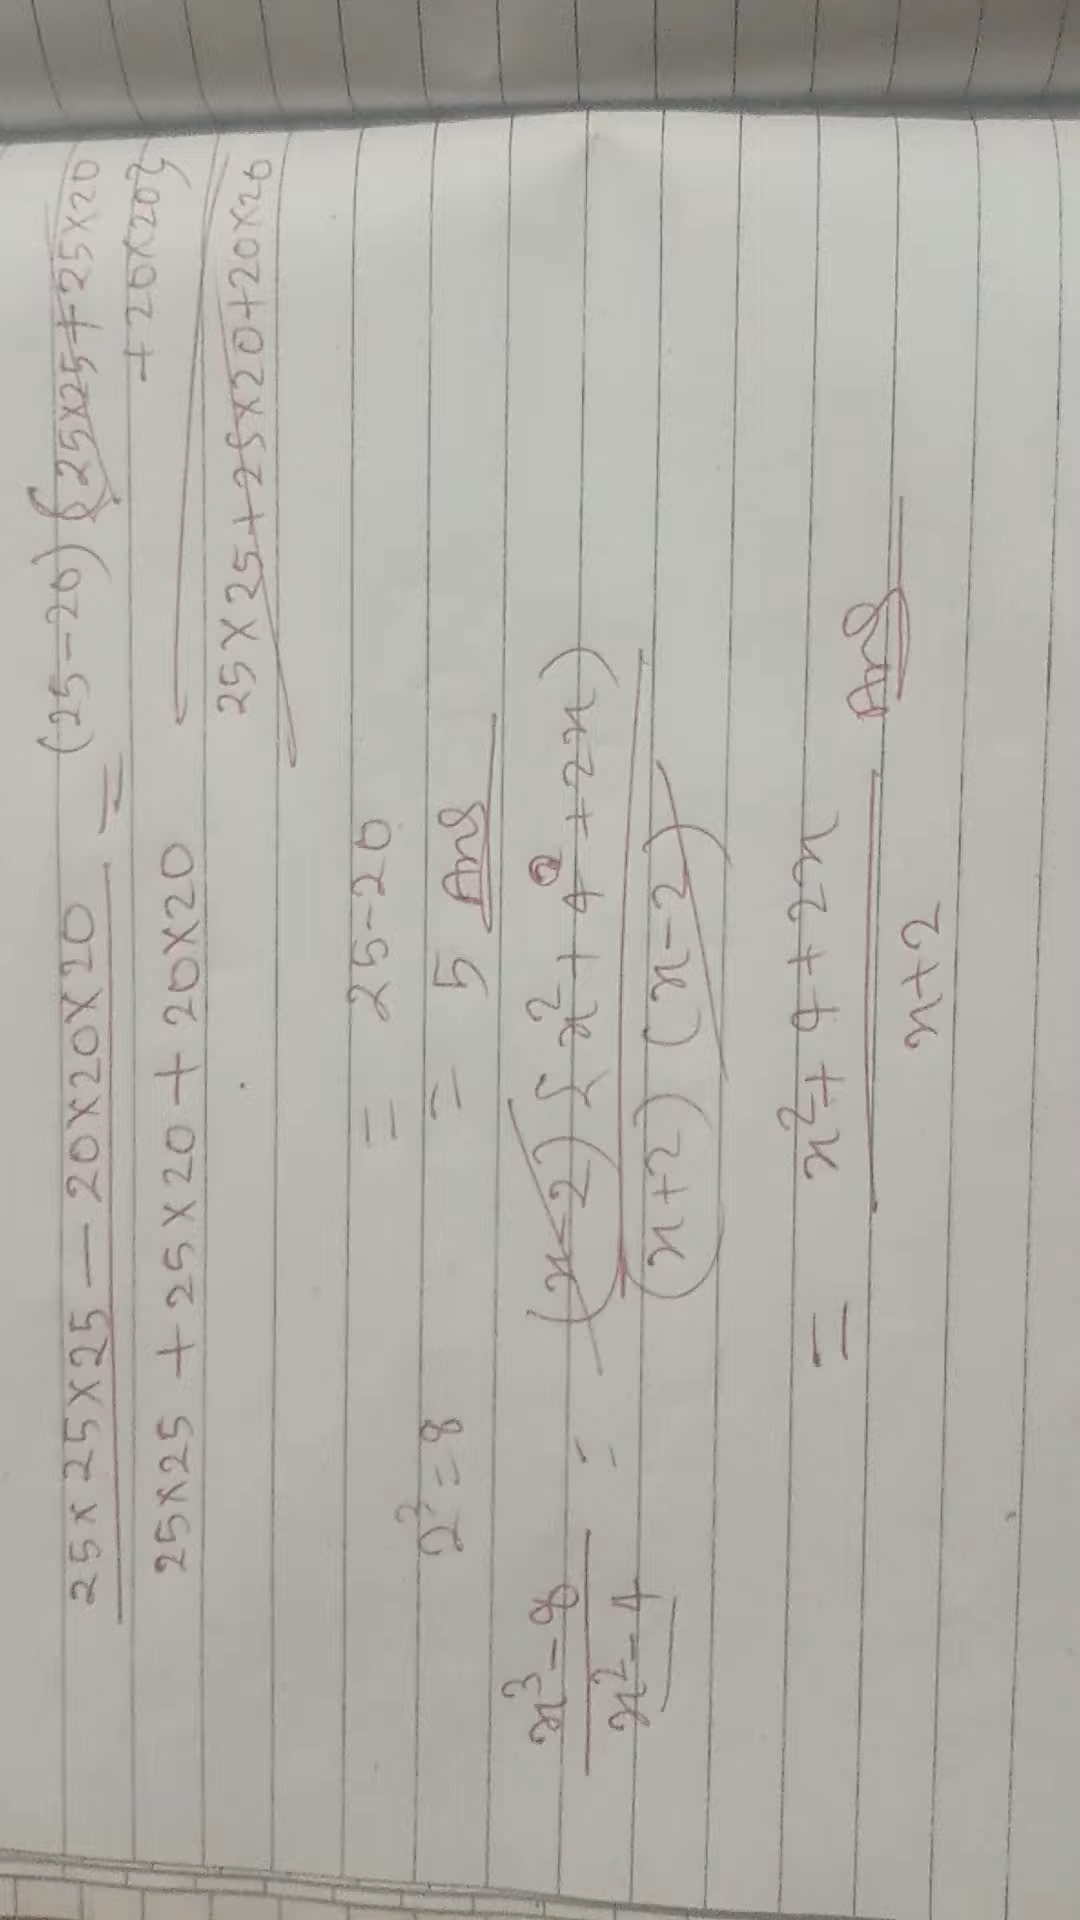 25×25×25 − 20×20×20 = (25−20) {25×25+25×20
25×25 + 25×20 + 20×20 +20×20}
25×25+25×20+20×20
= 25−20
2³=8 = 5 Ans
x³−8 = (x−2) { x² + 4 + 2x)
x²−4 (x+2) (x−2)
= x² + 4 + 2x Ans
x+2